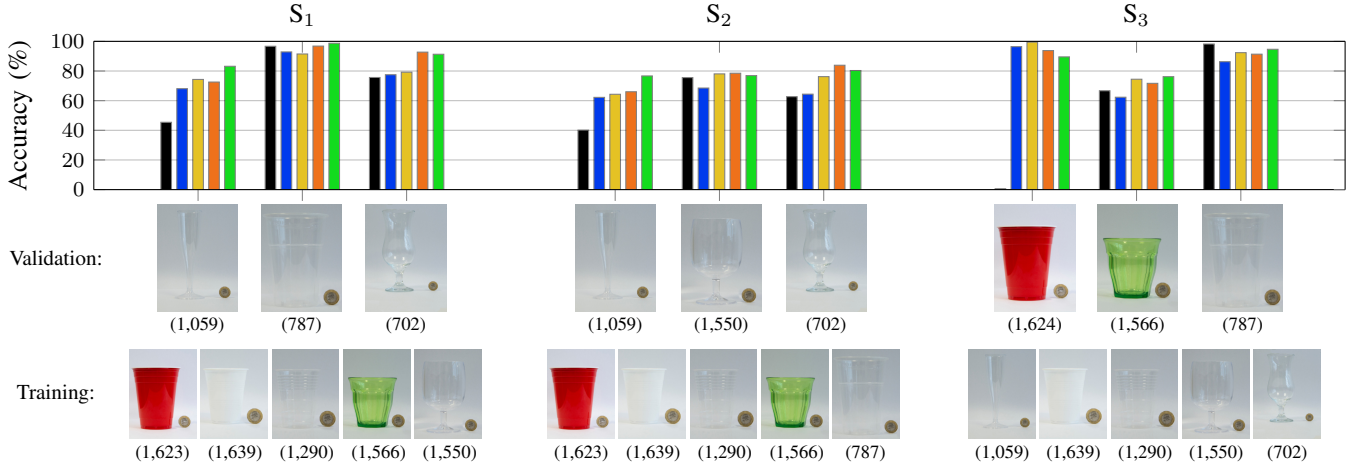 S1 S2 S3
Accuracy (%)
100
80
60
40
20
0
Validation:
(1,059) (787) (702) (1,059) (1,550) (702) (1,624) (1,566) (787)
Training:
(1,623) (1,639) (1,290) (1,566) (1,550) (1,623) (1,639) (1,290) (1,566) (787) (1,059) (1,639) (1,290) (1,550) (702)